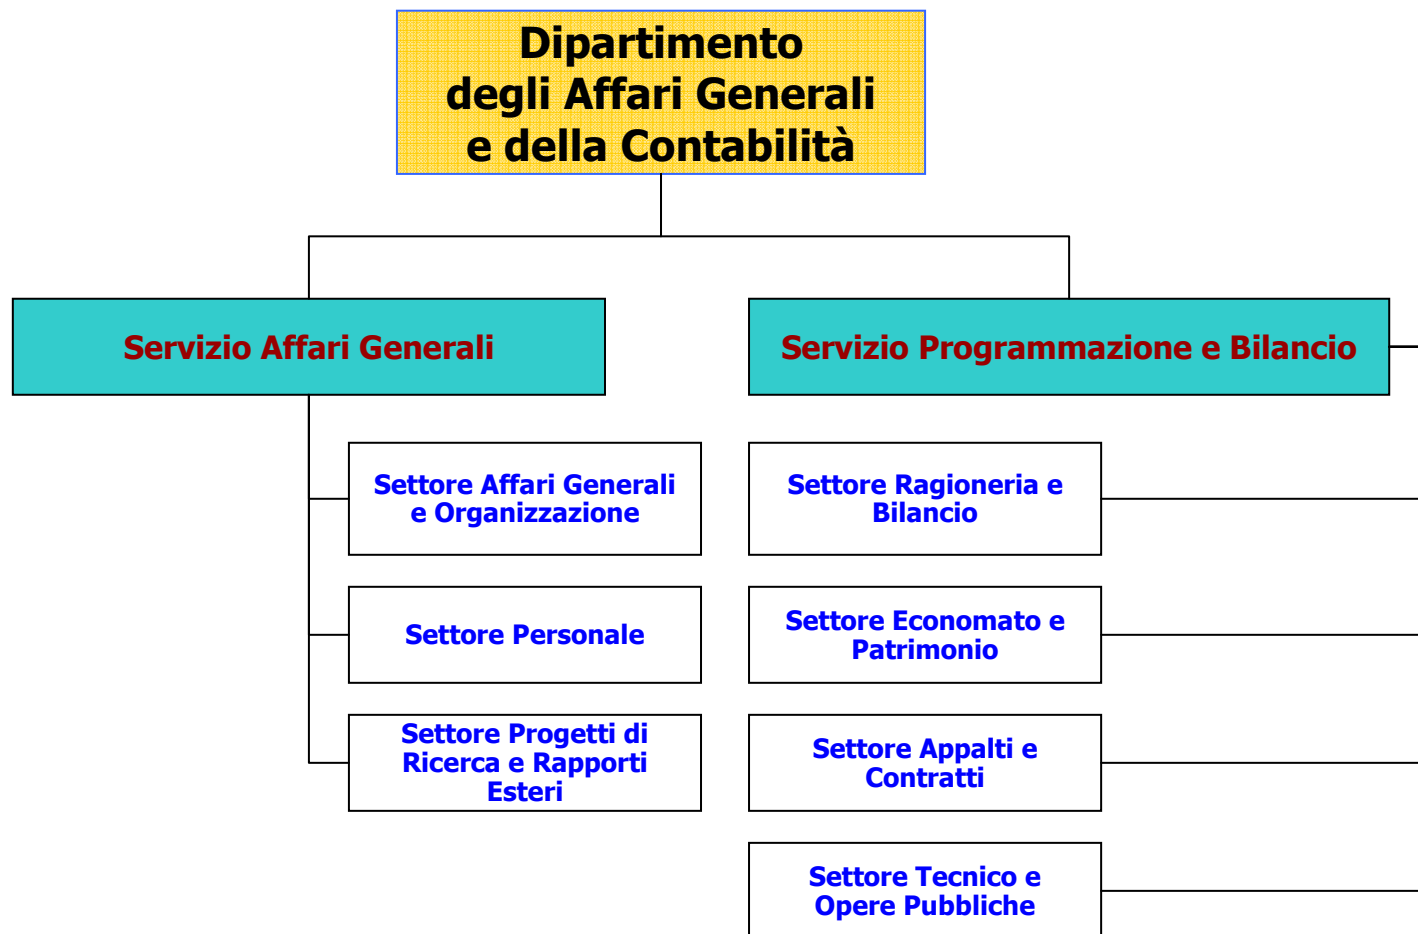 Dipartimento
degli Affari Generali
e della Contabilità
Servizio Affari Generali
Servizio Programmazione e Bilancio
Settore Affari Generali
e Organizzazione
Settore Personale
Settore Progetti di
Ricerca e Rapporti
Esteri
Settore Ragioneria e
Bilancio
Settore Economato e
Patrimonio
Settore Appalti e
Contratti
Settore Tecnico e
Opere Pubbliche